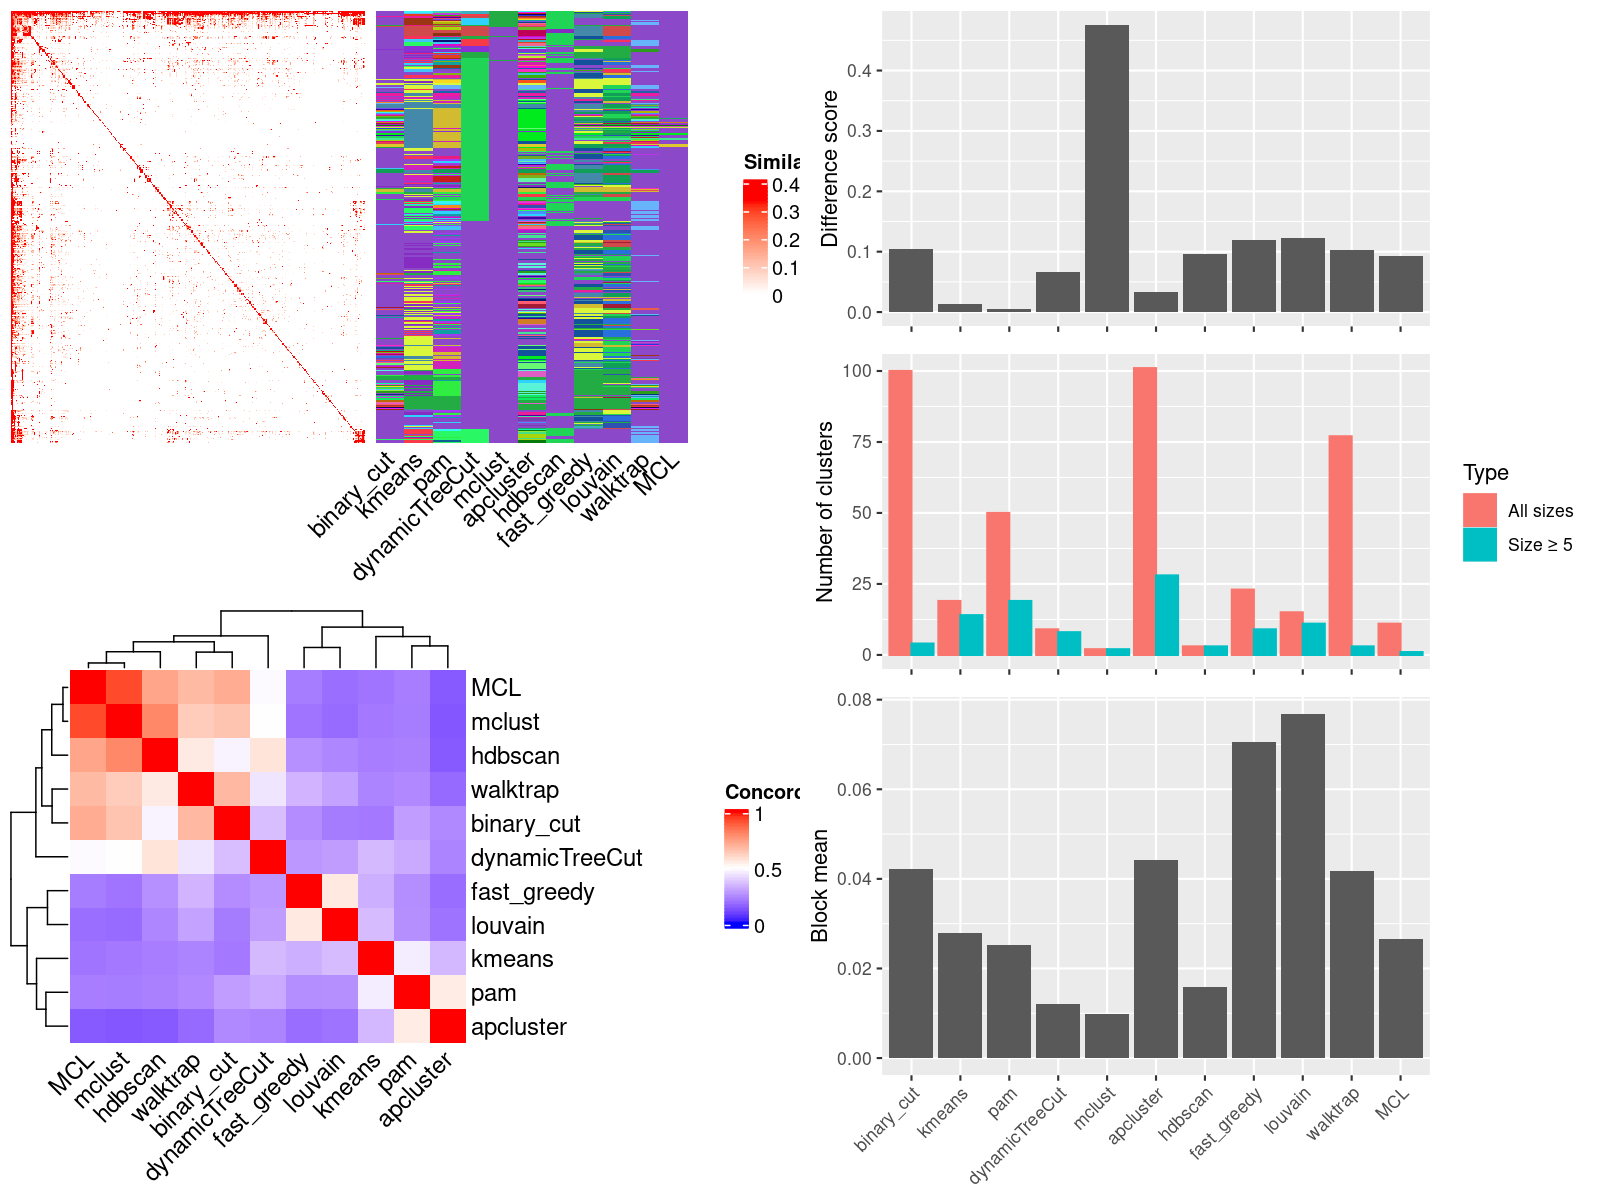 Simila
0.4
0.3
0.2
0.1
0
binary_cut
kmeans
pam
dynamicTreeCut
mclust
apcluster
hdbscan
fast_greedy
louvain
walktrap
MCL
MCL
mclust
hdbscan
walktrap
binary_cut
dynamicTreeCut
fast_greedy
louvain
kmeans
pam
apcluster
MCL
mclust
hdbscan
walktrap
binary_cut
dynamicTreeCut
fast_greedy
louvain
kmeans
pam
apcluster
Concord
1
0.5
0
Difference score
0.4
0.3
0.2
0.1
0.0
Number of clusters
100
75
50
25
0
Type
All sizes
Size ≥ 5
Block mean
0.08
0.06
0.04
0.02
0.00
binary_cut
kmeans
pam
dynamicTreeCut
mclust
apcluster
hdbscan
fast_greedy
louvain
walktrap
MCL